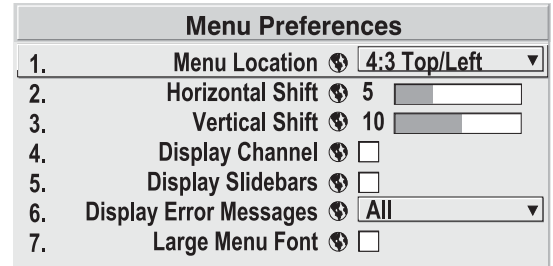 Menu Preferences
1. Menu Location 4:3 Top/Left
2. Horizontal Shift 5
3. Vertical Shift 10
4. Display Channel
5. Display Slidebars
6. Display Error Messages All
7. Large Menu Font